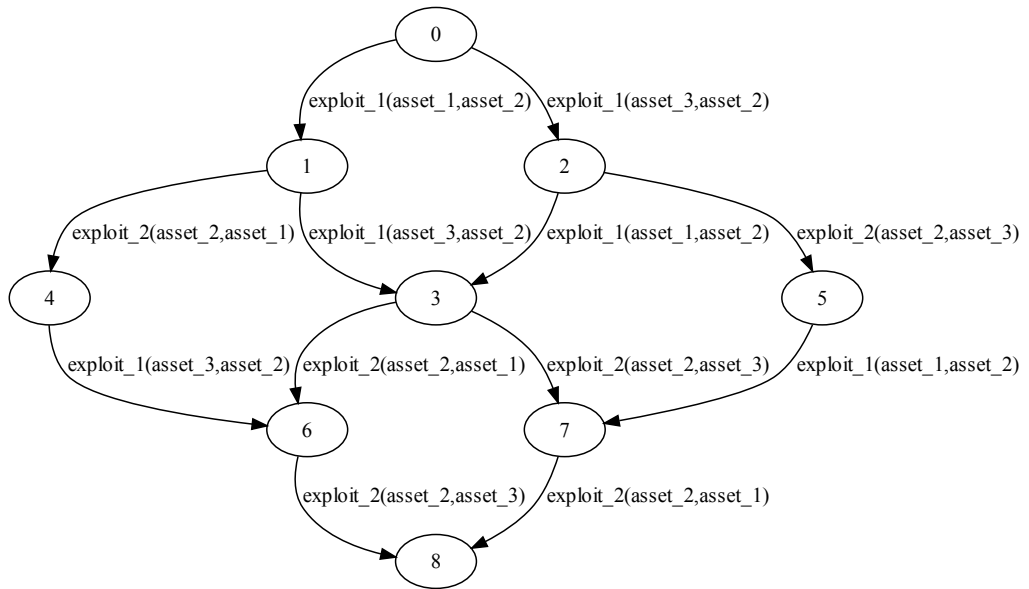 0
exploit_1(asset_1,asset_2) exploit_1(asset_3,asset_2)
1 2
exploit_2(asset_2,asset_1) exploit_1(asset_3,asset_2) exploit_1(asset_1,asset_2) exploit_2(asset_2,asset_3)
4 3 5
exploit_1(asset_3,asset_2) exploit_2(asset_2,asset_1) exploit_2(asset_2,asset_3) exploit_1(asset_1,asset_2)
6 7
exploit_2(asset_2,asset_3) exploit_2(asset_2,asset_1)
8